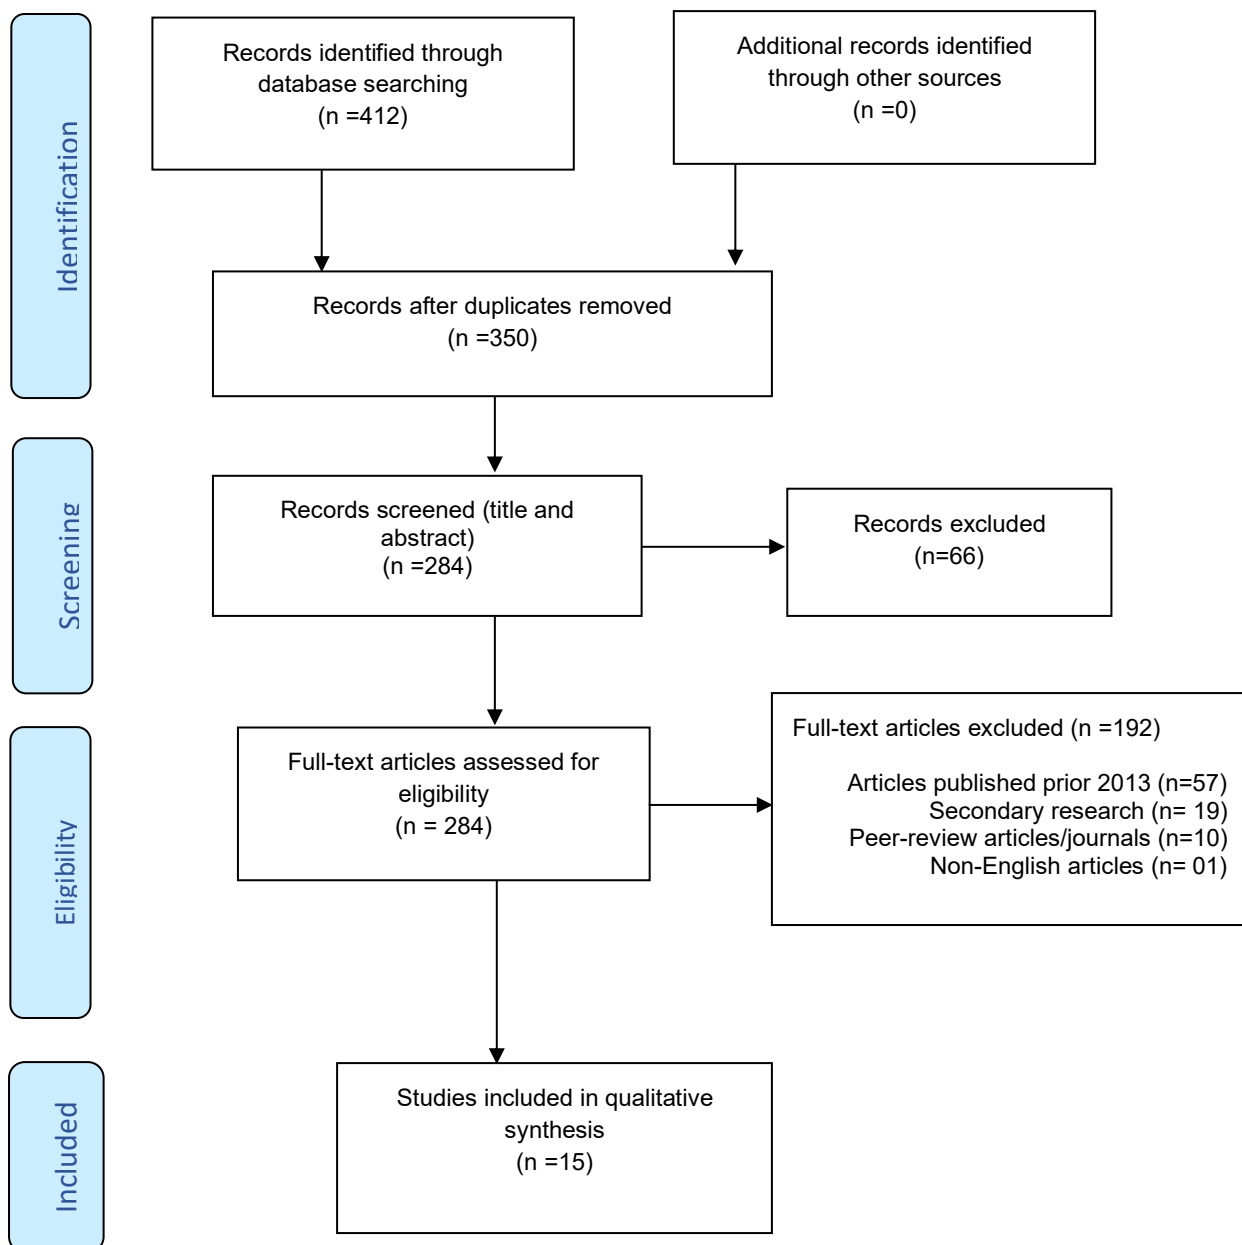 Identification
Records identified through
database searching
(n =412)
Additional records identified
through other sources
(n =0)
Records after duplicates removed
(n =350)
Screening
Records screened (title and
abstract)
(n =284)
Records excluded
(n=66)
Eligibility
Full-text articles assessed for
eligibility
(n = 284)
Full-text articles excluded (n =192)
Articles published prior 2013 (n=57)
Secondary research (n= 19)
Peer-review articles/journals (n=10)
Non-English articles (n= 01)
Included
Studies included in qualitative
synthesis
(n =15)